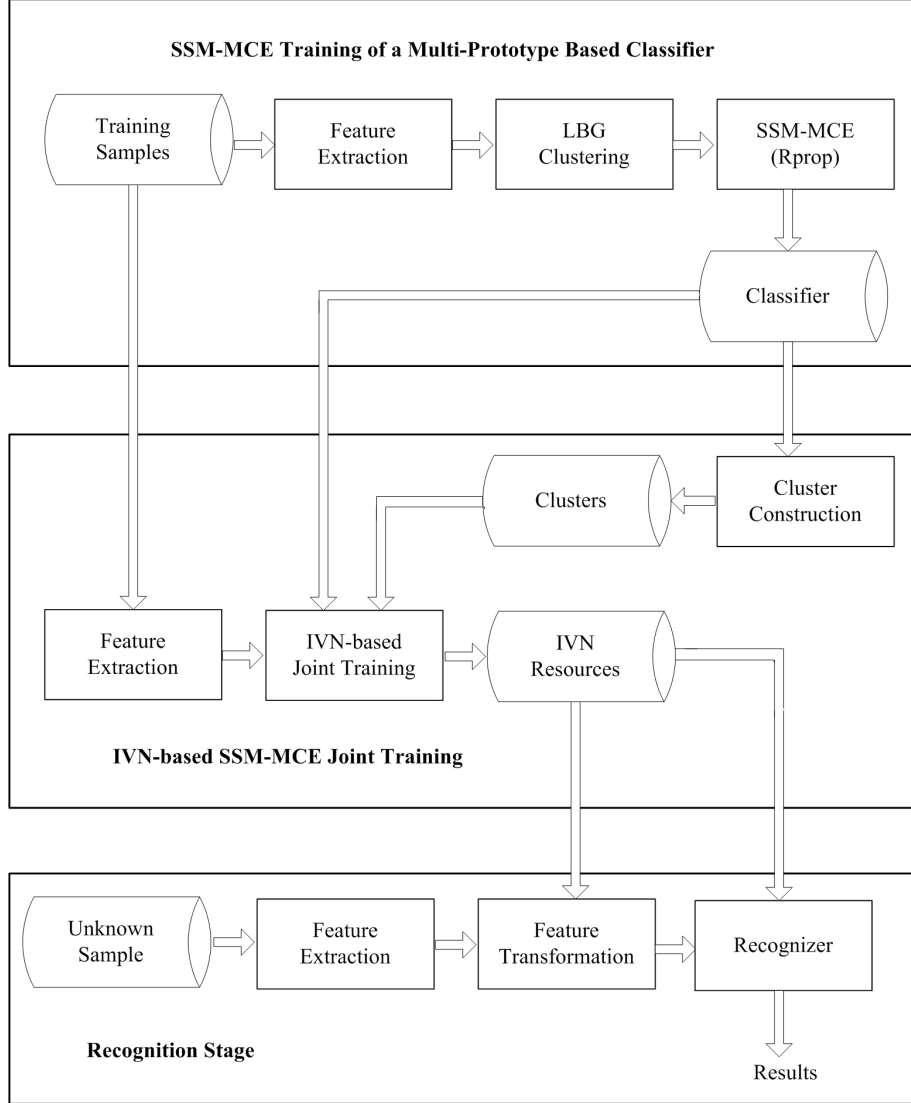 SSM-MCE Training of a Multi-Prototype Based Classifier
Training
Samples
Feature
Extraction
LBG
Clustering
SSM-MCE
(Rprop)
Classifier
Clusters
Cluster
Construction
Feature
Extraction
IVN-based
Joint Training
IVN
Resources
IVN-based SSM-MCE Joint Training
Unknown
Sample
Feature
Extraction
Feature
Transformation
Recognizer
Recognition Stage
Results